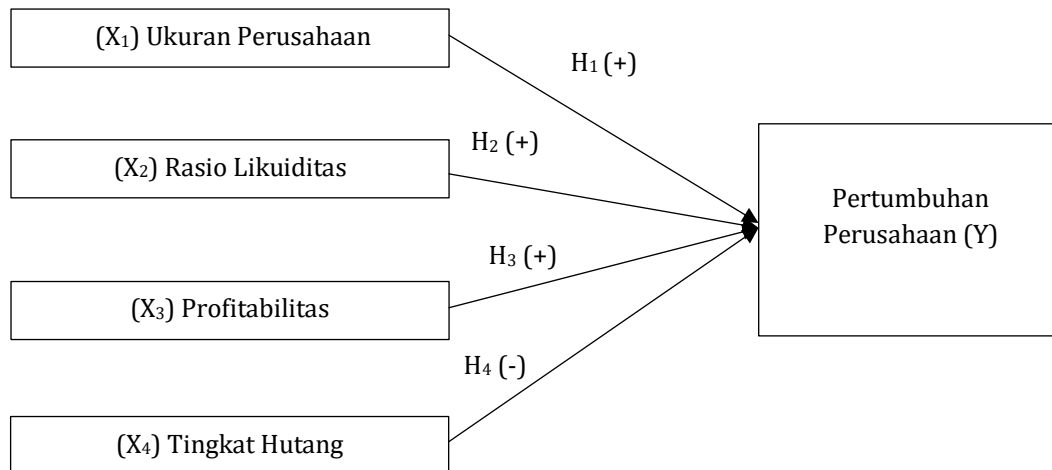 (X₁) Ukuran Perusahaan
H₁ (+)
(X₂) Rasio Likuiditas
H₂ (+)
Pertumbuhan
Perusahaan (Y)
(X₃) Profitabilitas
H₃ (+)
(X₄) Tingkat Hutang
H₄ (-)